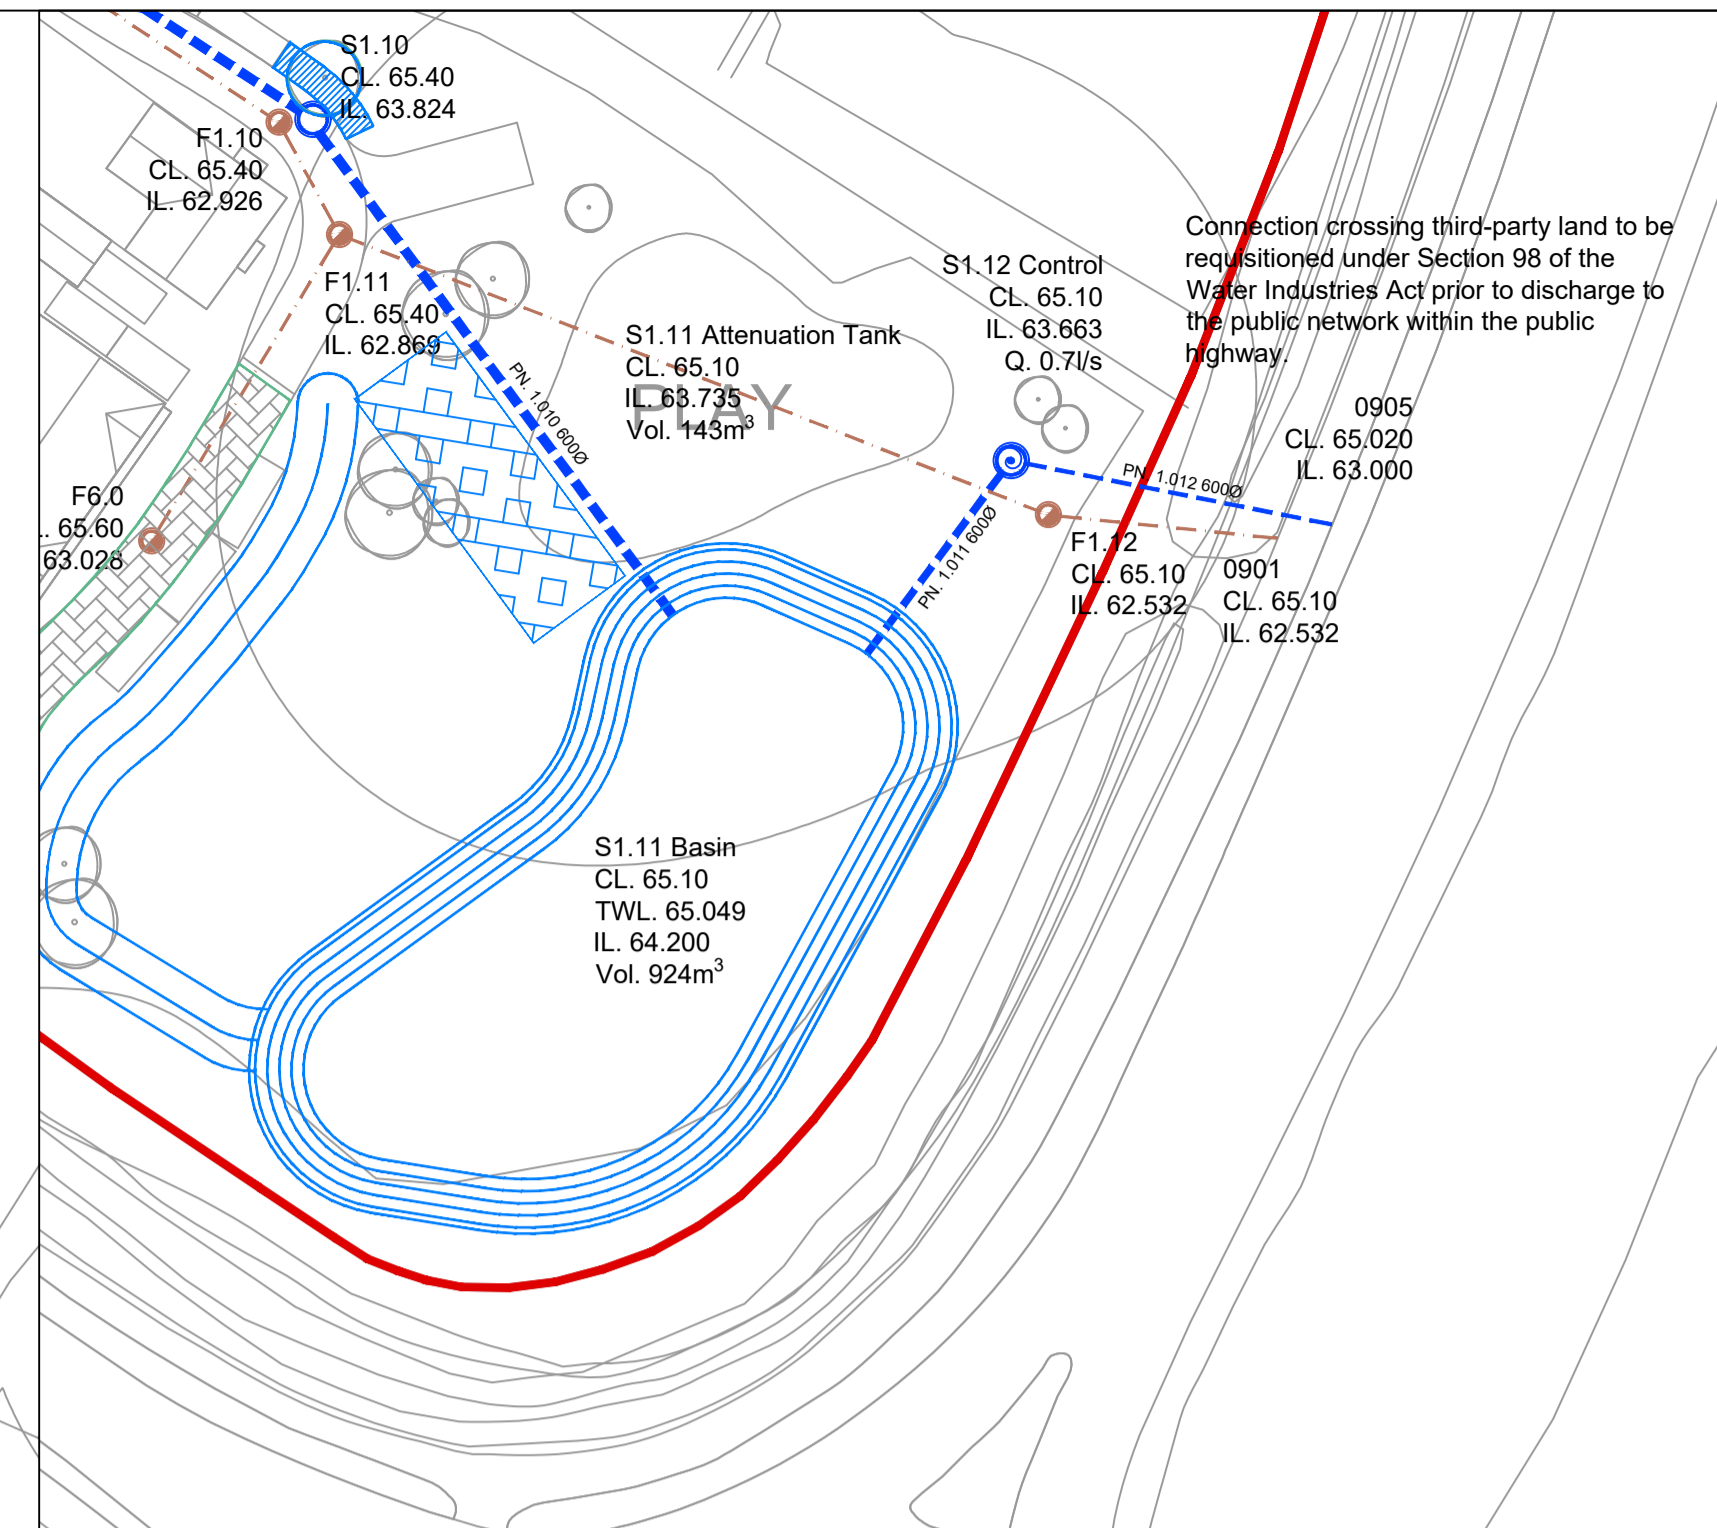 S1.10
CL. 65.40
IL. 63.824
F1.10
CL. 65.40
IL. 62.926
F1.11
CL. 65.40
IL. 62.869
PN. 1.010 600Ø
S1.11 Attenuation Tank
CL. 65.10
IL. 63.735
Vol. 143m³
PLAY
S1.12 Control
CL. 65.10
IL. 63.663
Q. 0.7l/s
Connection crossing third-party land to be
requisitioned under Section 98 of the
Water Industries Act prior to discharge to
the public network within the public
highway.
0905
CL. 65.020
IL. 63.000
PN. 1.012 600Ø
PN. 1.011 600Ø
F6.0
.. 65.60
63.028
F1.12
CL. 65.10
IL. 62.532
0901
CL. 65.10
IL. 62.532
S1.11 Basin
CL. 65.10
TWL. 65.049
IL. 64.200
Vol. 924m³